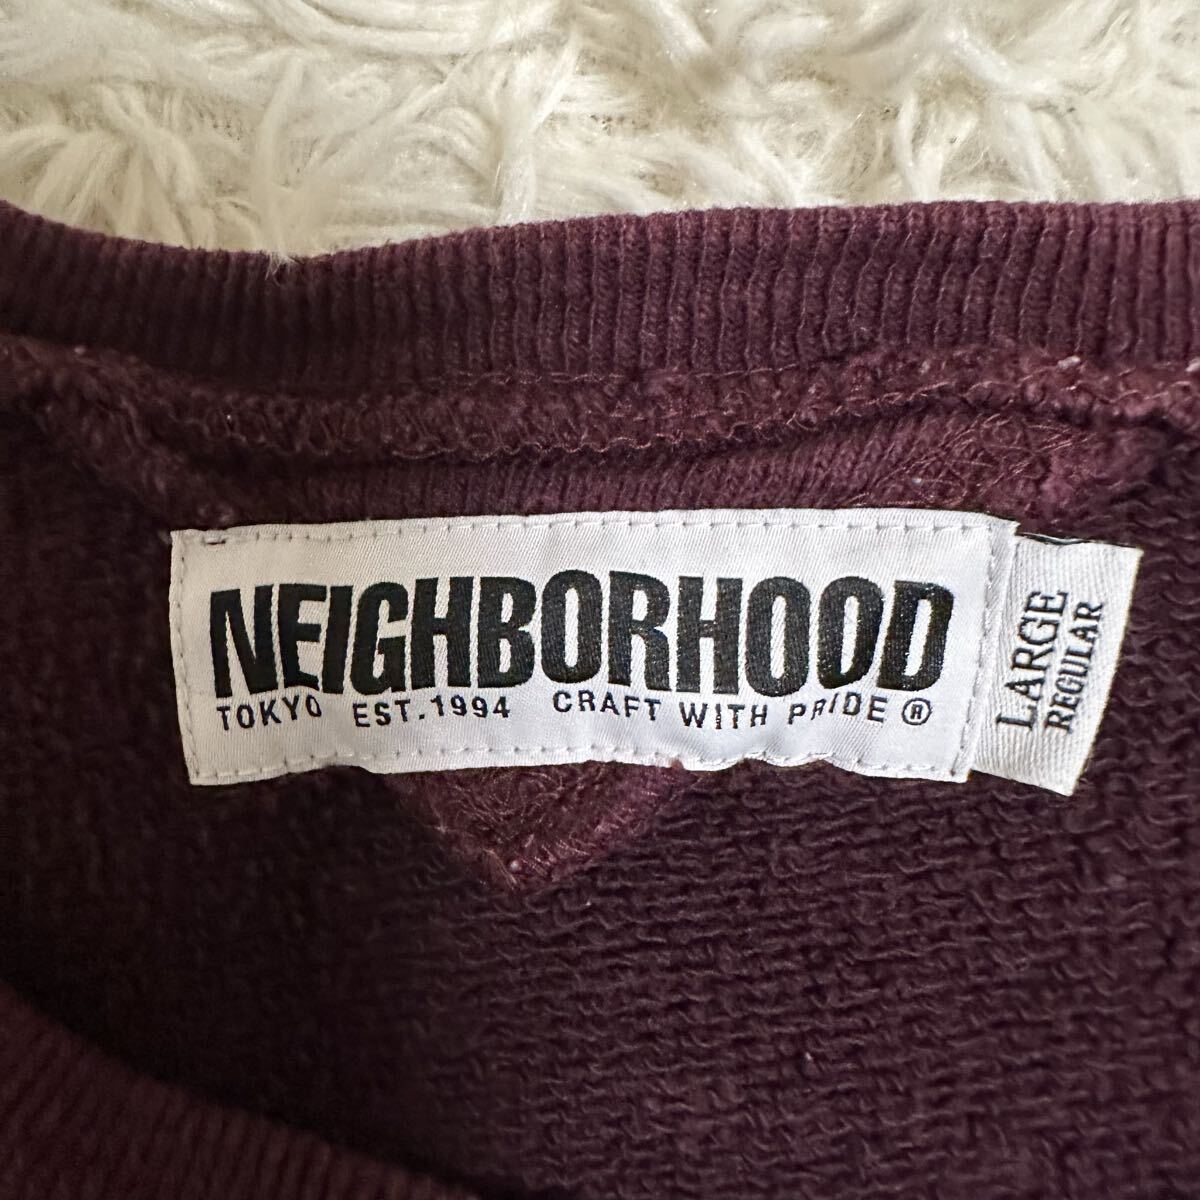 NEIGHBORHOOD
TOKYO EST.1994 CRAFT WITH PRIDE ®
LARGE
REGULAR